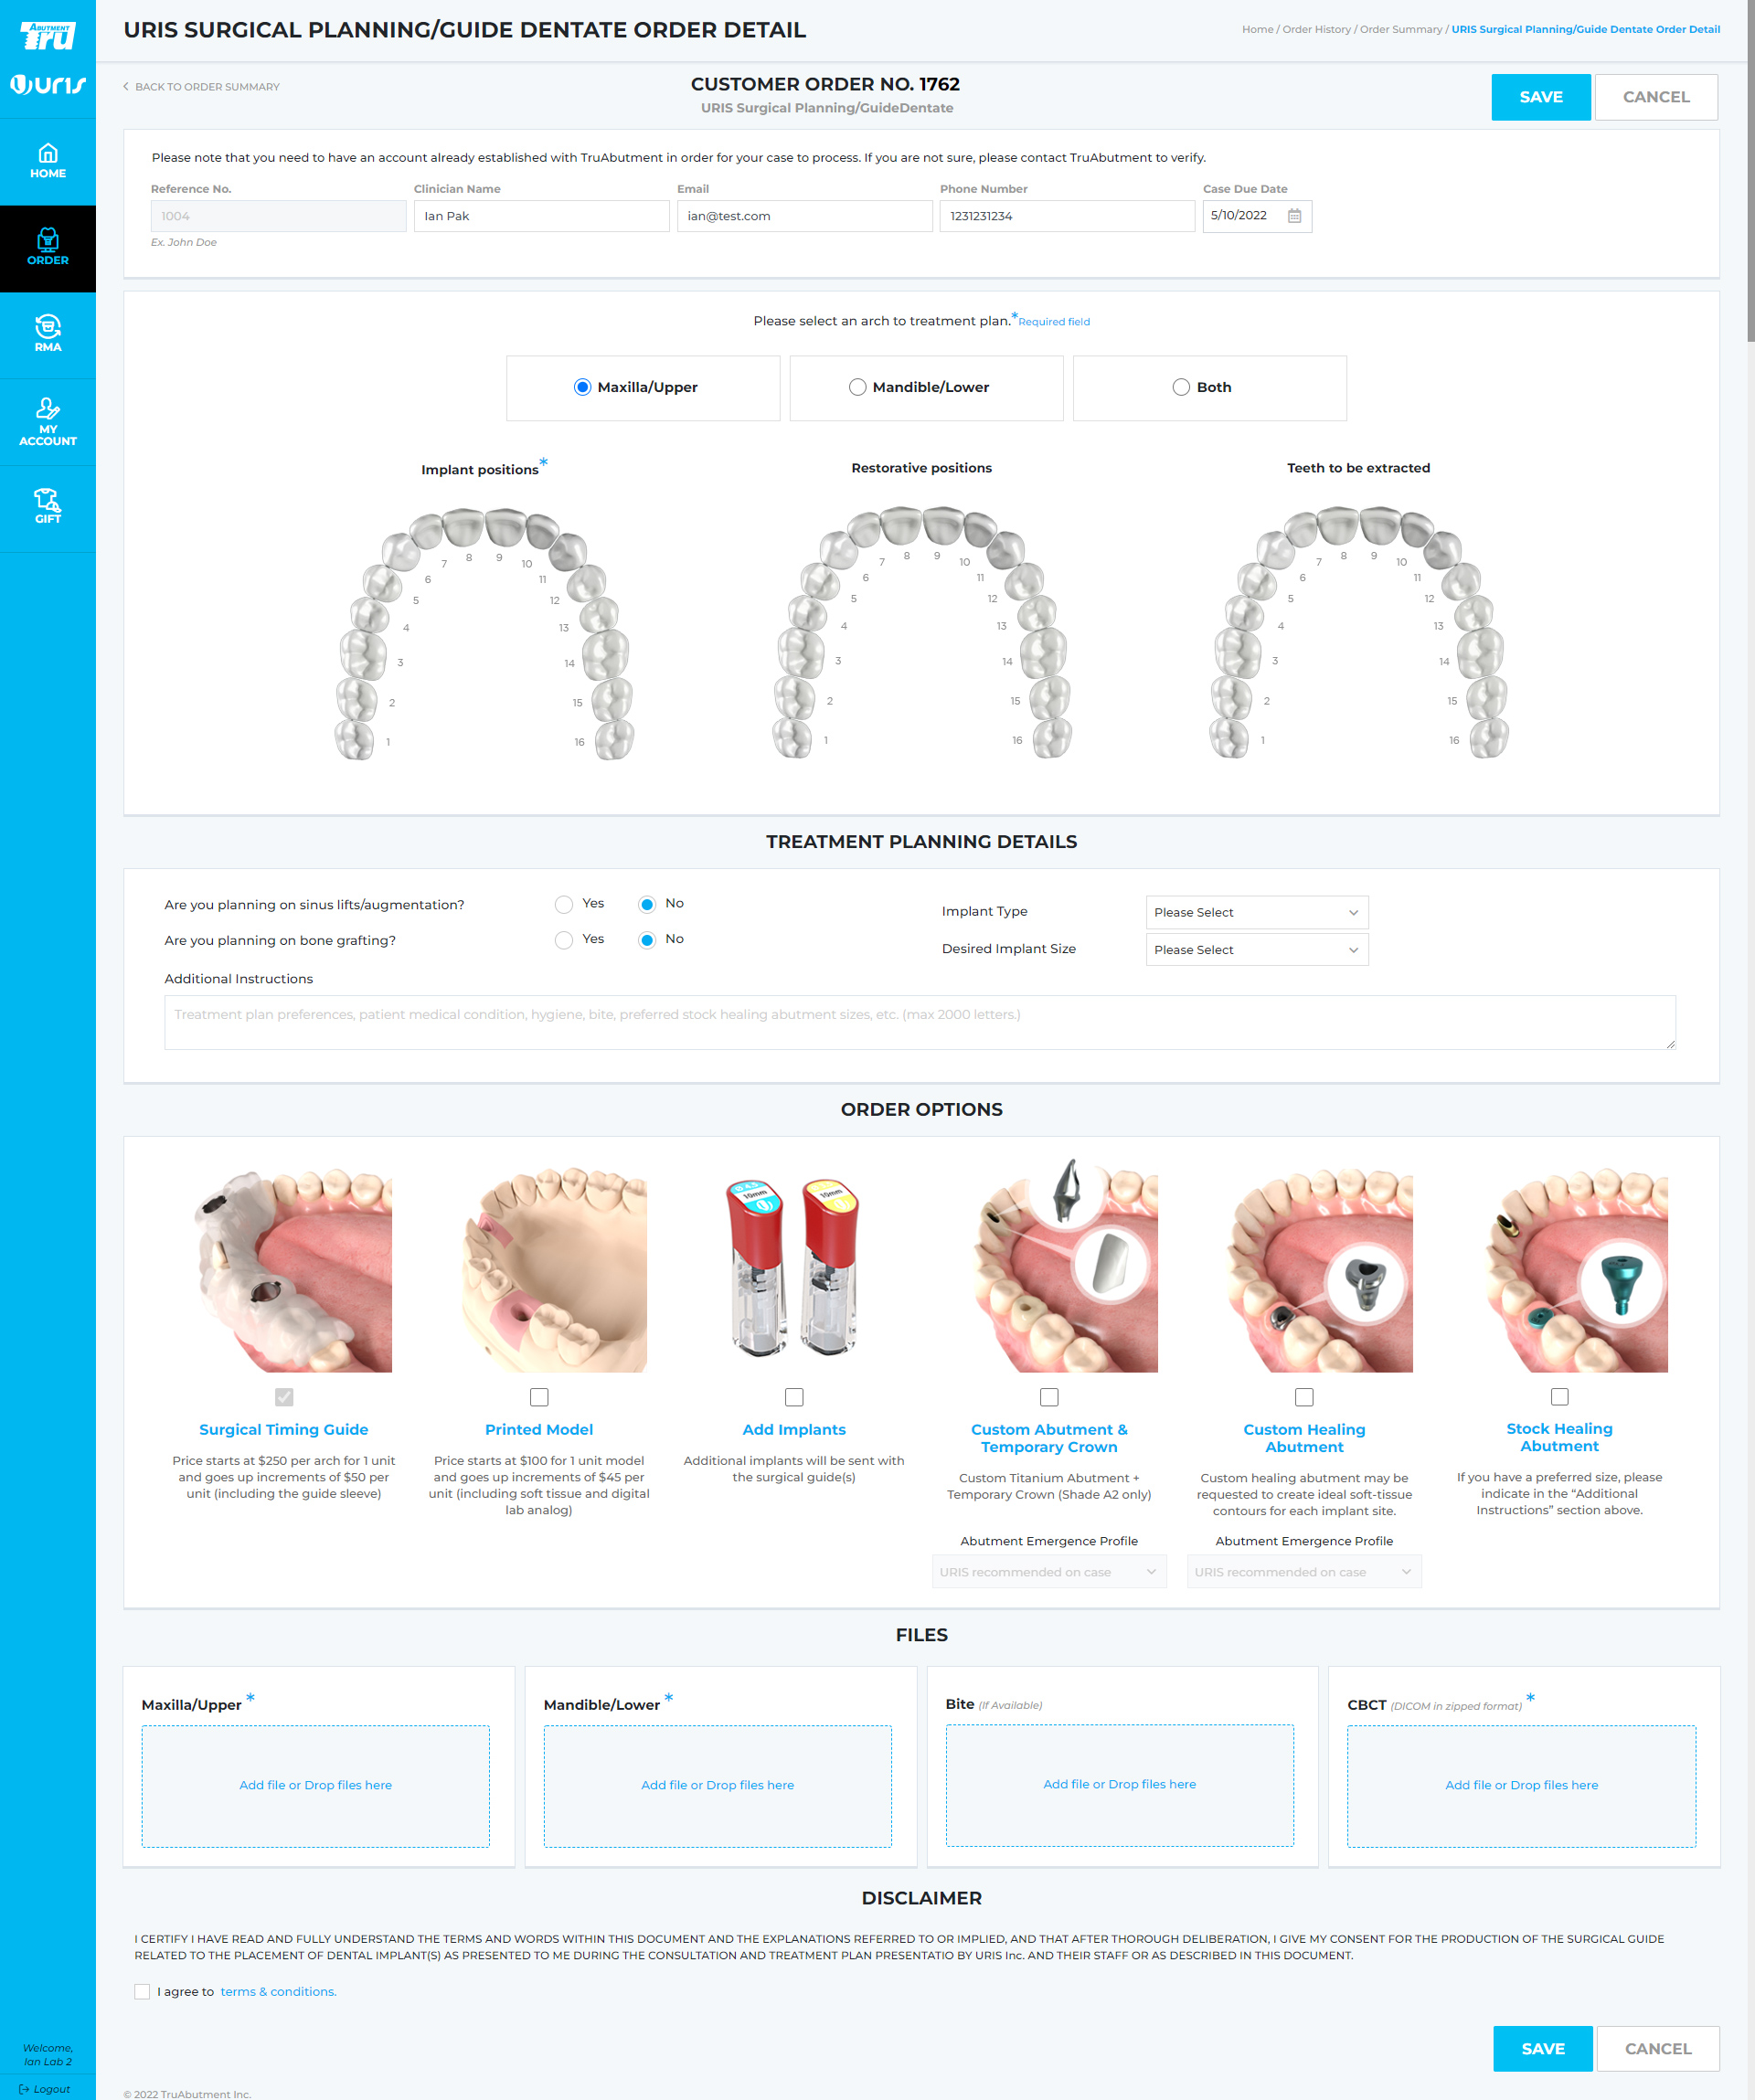 ABUTMENT
Tru
URIS
HOME
ORDER
RMA
MY
ACCOUNT
GIFT
Welcome,
Ian Lab 2
Logout
URIS SURGICAL PLANNING/GUIDE DENTATE ORDER DETAIL
Home / Order History / Order Summary / URIS Surgical Planning/Guide Dentate Order Detail
BACK TO ORDER SUMMARY
CUSTOMER ORDER NO. 1762
URIS Surgical Planning/GuideDentate
SAVE CANCEL
Please note that you need to have an account already established with TruAbutment in order for your case to process. If you are not sure, please contact TruAbutment to verify.
Reference No. Clinician Name Email Phone Number Case Due Date
1004 Ian Pak ian@test.com 1231231234 5/10/2022
Ex. John Doe
Please select an arch to treatment plan.* Required field
Maxilla/Upper Mandible/Lower Both
Implant positions*
7 8 9 10
6 11
5 12
4 13
3 14
2 15
1 16
Restorative positions
7 8 9 10
6 11
5 12
4 13
3 14
2 15
1 16
Teeth to be extracted
7 8 9 10
6 11
5 12
4 13
3 14
2 15
1 16
TREATMENT PLANNING DETAILS
Are you planning on sinus lifts/augmentation? Yes No
Are you planning on bone grafting? Yes No
Implant Type Please Select
Desired Implant Size Please Select
Additional Instructions
Treatment plan preferences, patient medical condition, hygiene, bite, preferred stock healing abutment sizes, etc. (max 2000 letters.)
ORDER OPTIONS
10mm
10mm
Surgical Timing Guide
Price starts at $250 per arch for 1 unit
and goes up increments of $50 per
unit (including the guide sleeve)
Printed Model
Price starts at $100 for 1 unit model
and goes up increments of $45 per
unit (including soft tissue and digital
lab analog)
Add Implants
Additional implants will be sent with
the surgical guide(s)
Custom Abutment &
Temporary Crown
Custom Titanium Abutment +
Temporary Crown (Shade A2 only)
Abutment Emergence Profile
URIS recommended on case
Custom Healing
Abutment
Custom healing abutment may be
requested to create ideal soft-tissue
contours for each implant site.
Abutment Emergence Profile
URIS recommended on case
Stock Healing
Abutment
If you have a preferred size, please
indicate in the “Additional
Instructions” section above.
FILES
Maxilla/Upper *
Add file or Drop files here
Mandible/Lower *
Add file or Drop files here
Bite (If Available)
Add file or Drop files here
CBCT (DICOM in zipped format) *
Add file or Drop files here
DISCLAIMER
I CERTIFY I HAVE READ AND FULLY UNDERSTAND THE TERMS AND WORDS WITHIN THIS DOCUMENT AND THE EXPLANATIONS REFERRED TO OR IMPLIED, AND THAT AFTER THOROUGH DELIBERATION, I GIVE MY CONSENT FOR THE PRODUCTION OF THE SURGICAL GUIDE
RELATED TO THE PLACEMENT OF DENTAL IMPLANT(S) AS PRESENTED TO ME DURING THE CONSULTATION AND TREATMENT PLAN PRESENTATIO BY URIS Inc. AND THEIR STAFF OR AS DESCRIBED IN THIS DOCUMENT.
I agree to terms & conditions.
SAVE CANCEL
© 2022 TruAbutment Inc.